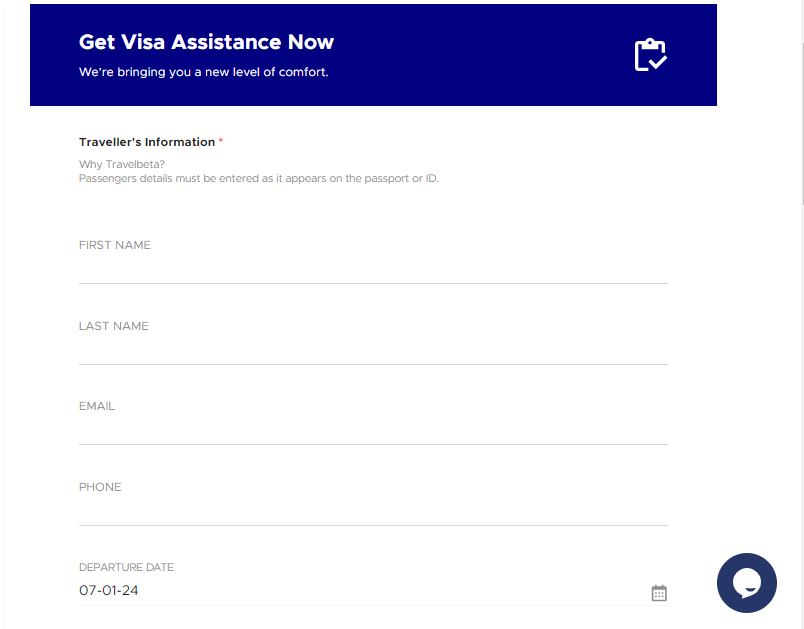 Get Visa Assistance Now
We're bringing you a new level of comfort.
Traveller's Information *
Why Travelbeta?
Passengers details must be entered as it appears on the passport or ID.
FIRST NAME
LAST NAME
EMAIL
PHONE
DEPARTURE DATE
07-01-24